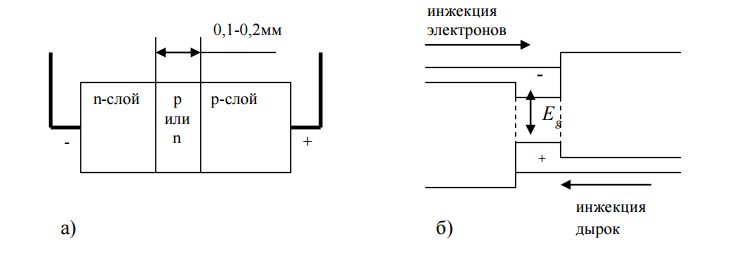 0,1-0,2мм
n-слой
p
или
n
p-слой
-
+
а)
инжекция
электронов
-
E g
+
инжекция
дырок
б)